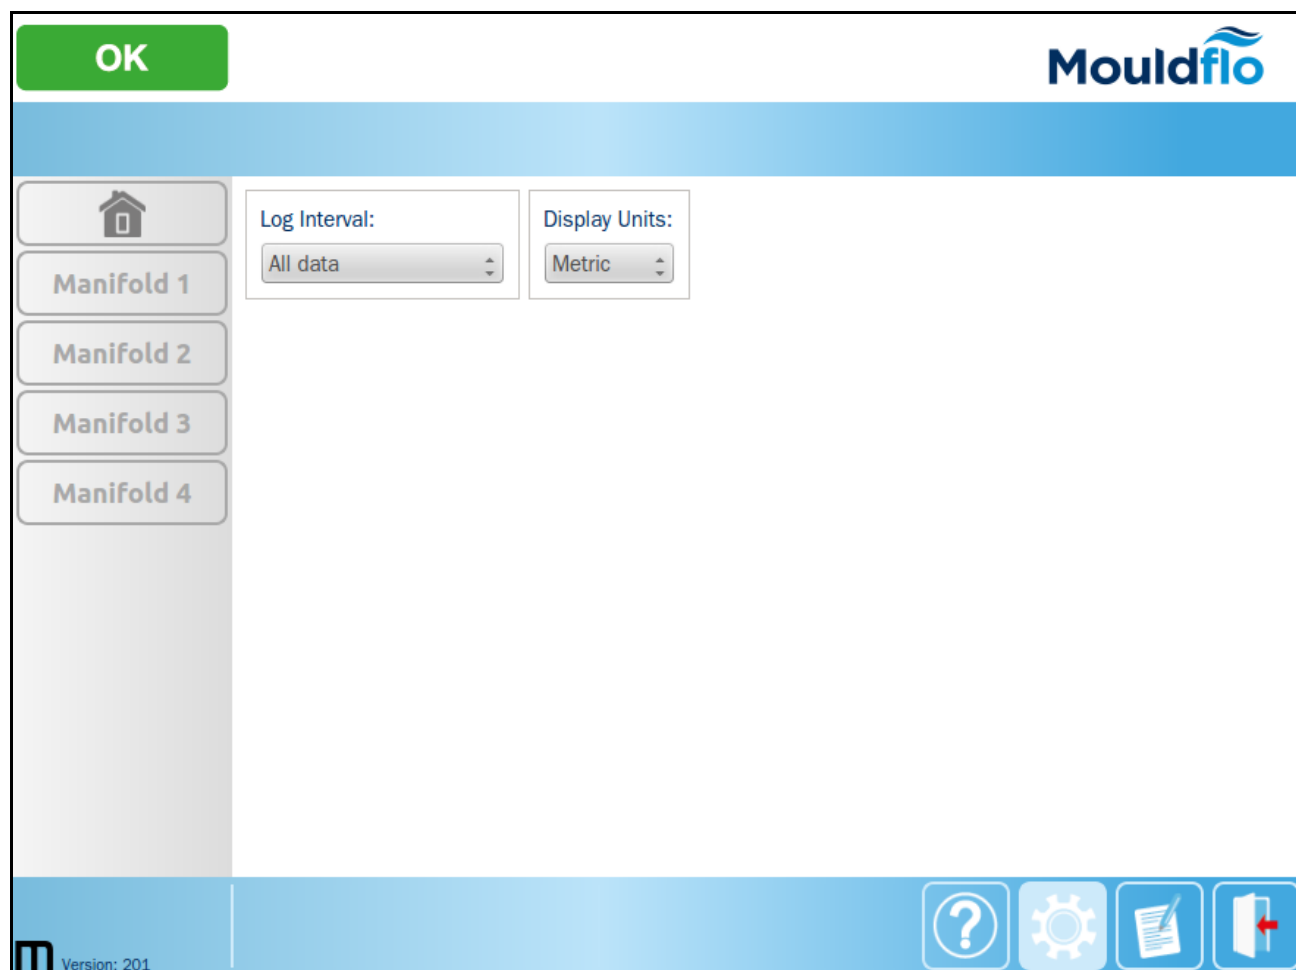 OK
Mouldflo
Log Interval:
Display Units:
All data
Metric
Manifold 1
Manifold 2
Manifold 3
Manifold 4
?
Version: 201